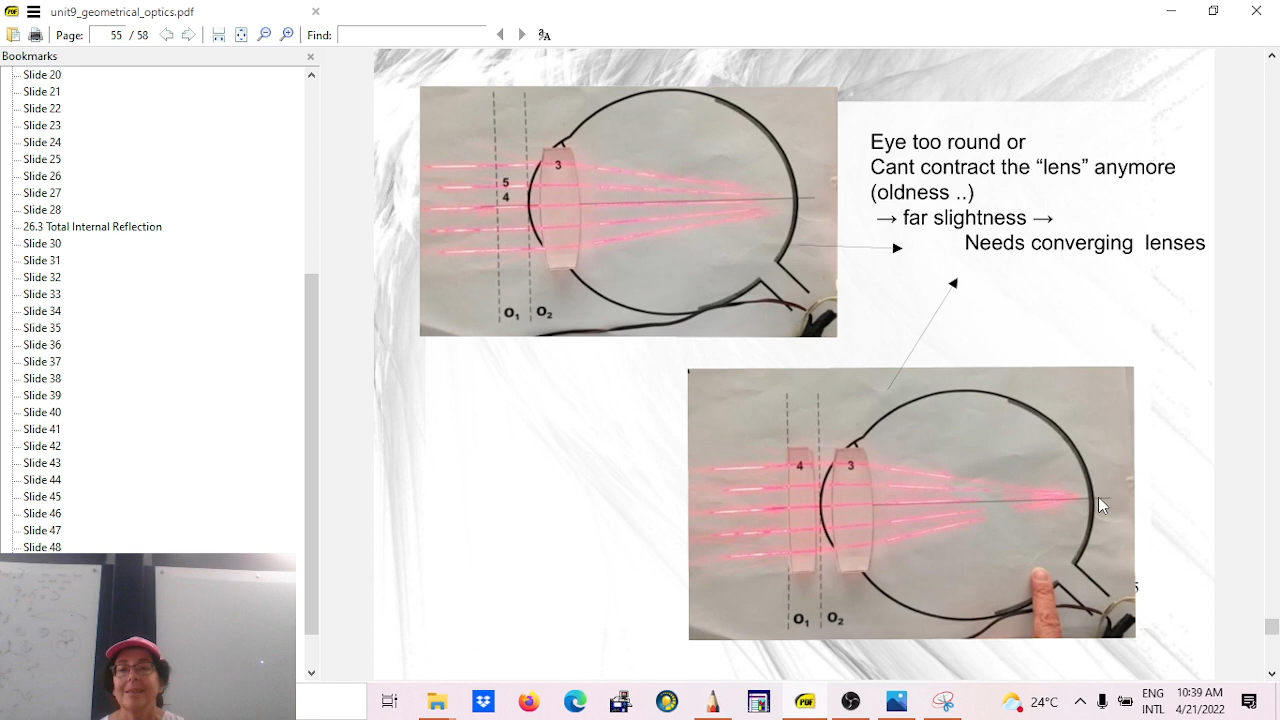 unit9_geometrical_optics.pdf
Page: 55 / 58 Find:
Bookmarks
Slide 20
Slide 21
Slide 22
Slide 23
Slide 24
Slide 25
Slide 26
Slide 27
Slide 28
26.3 Total Internal Reflection
Slide 30
Slide 31
Slide 32
Slide 33
Slide 34
Slide 35
Slide 36
Slide 37
Slide 38
Slide 39
Slide 40
Slide 41
Slide 42
Slide 43
Slide 44
Slide 45
Slide 46
Slide 47
Slide 48
3
5
4
O₁ O₂
Eye too round or
Cant contract the “lens” anymore
(oldness ..)
→ far slightness →
Needs converging lenses
4 3
O₁ O₂
PDF
24°C
ENG
INTL
10:39 AM
4/21/2022